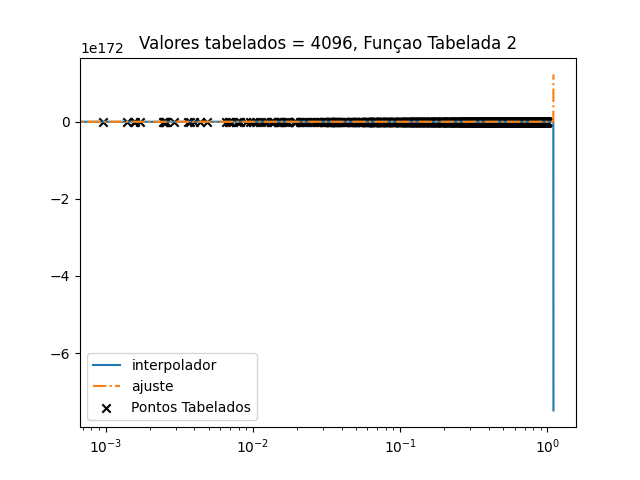 Valores tabelados = 4096, Funçao Tabelada 2
1e172
0
−2
−4
−6
interpolador
ajuste
Pontos Tabelados
10⁻³ 10⁻² 10⁻¹ 10⁰